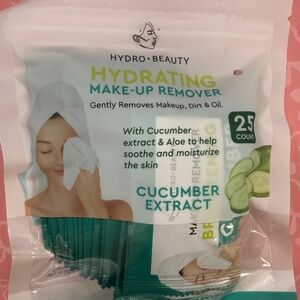 HYDRO • BEAUTY
HYDRATING
MAKE-UP REMOVER
Gently Removes Makeup, Dirt & Oil.
25
COUNT
With Cucumber
extract & Aloe to help
soothe and moisturize
the skin
CUCUMBER
EXTRACT